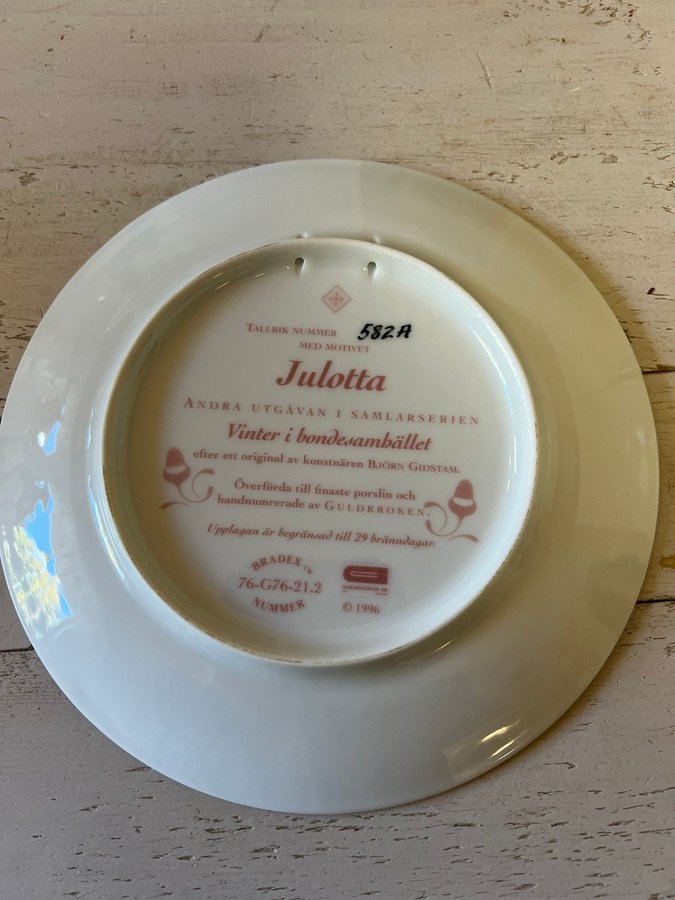 TALLRIK NUMMER 582A
MED MOTIVET
Julotta
ANDRA UTGÅVAN I SAMLARSERIEN
Vinter i bondesamhället
efter ett original av konstnären BJÖRN GIDSTAM.
Överförda till finaste porslin och
handnumrerade av GULDKROKEN.
Upplagan är begränsad till 29 bränndagar.
BRADEX TM
76-G76-21.2
NUMMER
GULDKROKEN AB
© 1996